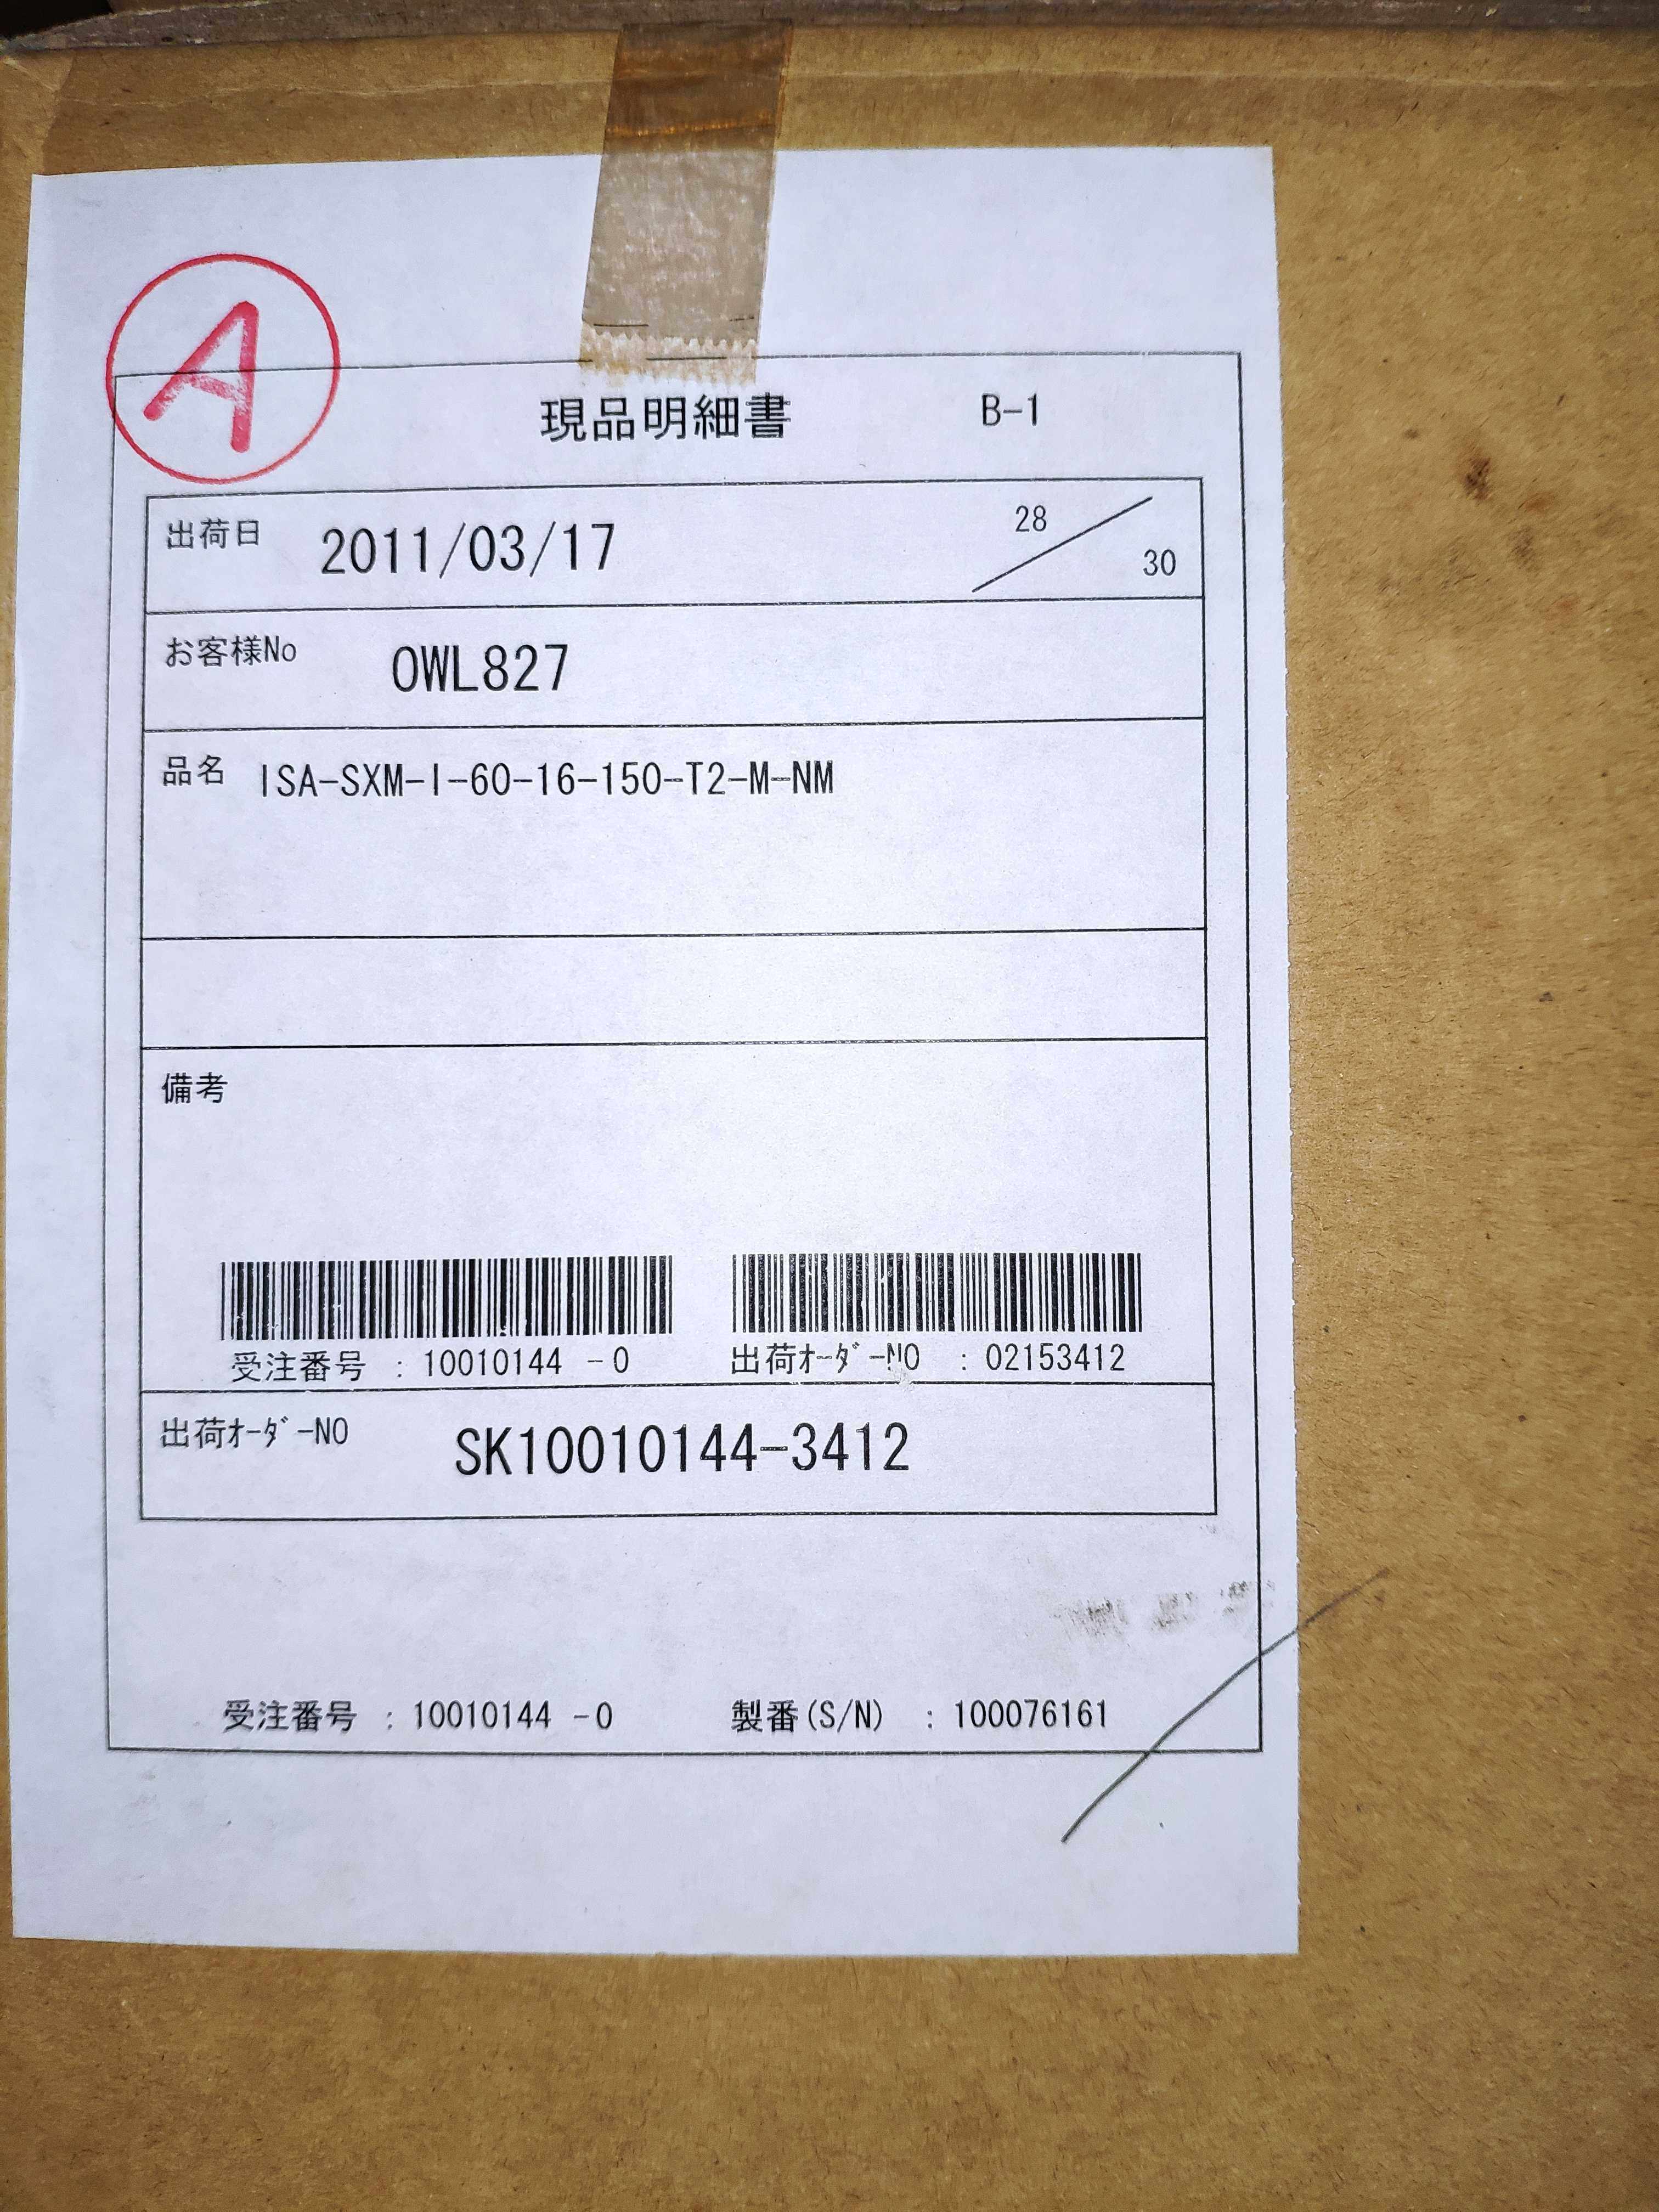 A
現品明細書 B-1
出荷日 2011/03/17 28/30
お客様No OWL827
品名 ISA-SXM-I-60-16-150-T2-M-NM
備考
受注番号 : 10010144 -0 出荷ｵｰﾀﾞｰNO : 02153412
出荷ｵｰﾀﾞｰNO SK10010144-3412
受注番号 : 10010144 -0 製番(S/N) : 100076161